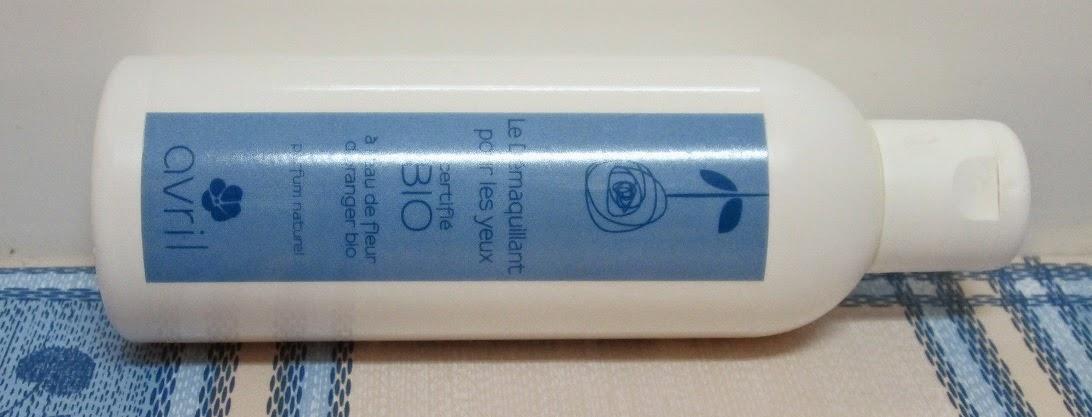 Le Démaquillant
pour les yeux
certifié
BIO
à l'eau de fleur
d'oranger bio
parfum naturel
avril